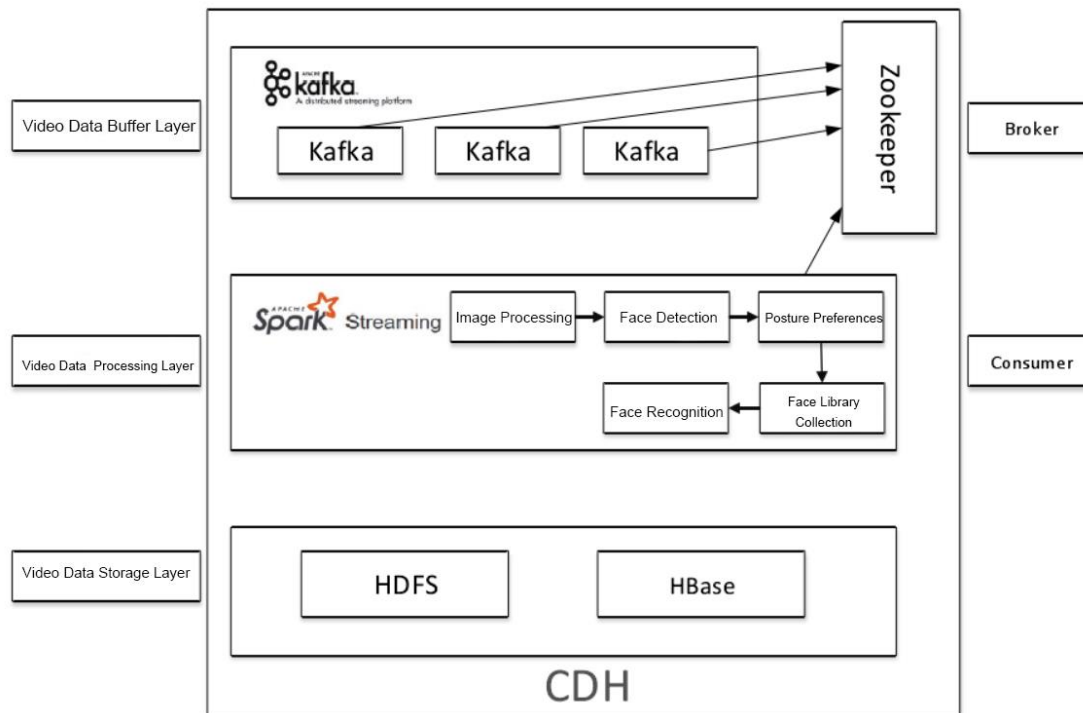 APACHE
kafka
A distributed streaming platform
Zookeeper
Video Data Buffer Layer
Kafka
Kafka
Kafka
Broker
APACHE
Spark Streaming
Image Processing
Face Detection
Posture Preferences
Video Data Processing Layer
Consumer
Face Recognition
Face Library
Collection
Video Data Storage Layer
HDFS
HBase
CDH